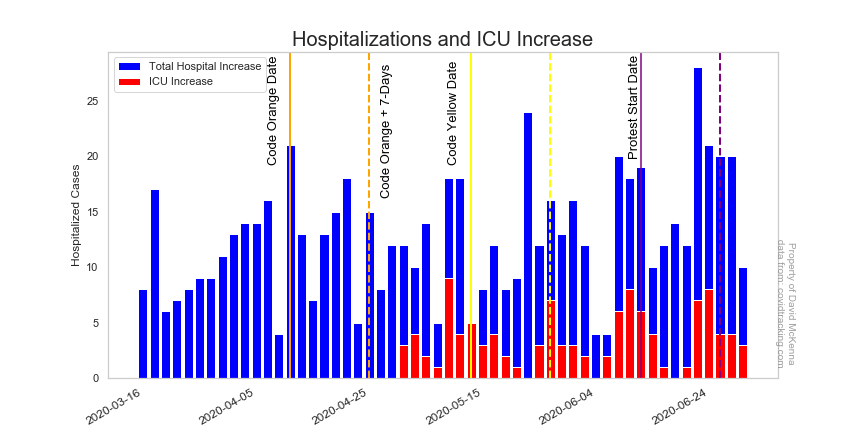 Hospitalizations and ICU Increase
Total Hospital Increase
ICU Increase
Code Orange Date
Code Orange + 7-Days
Code Yellow Date
Protest Start Date
Hospitalized Cases
25
20
15
10
5
0
2020-03-16
2020-04-05
2020-04-25
2020-05-15
2020-06-04
2020-06-24
Property of David McKenna
data from: covidtracking.com